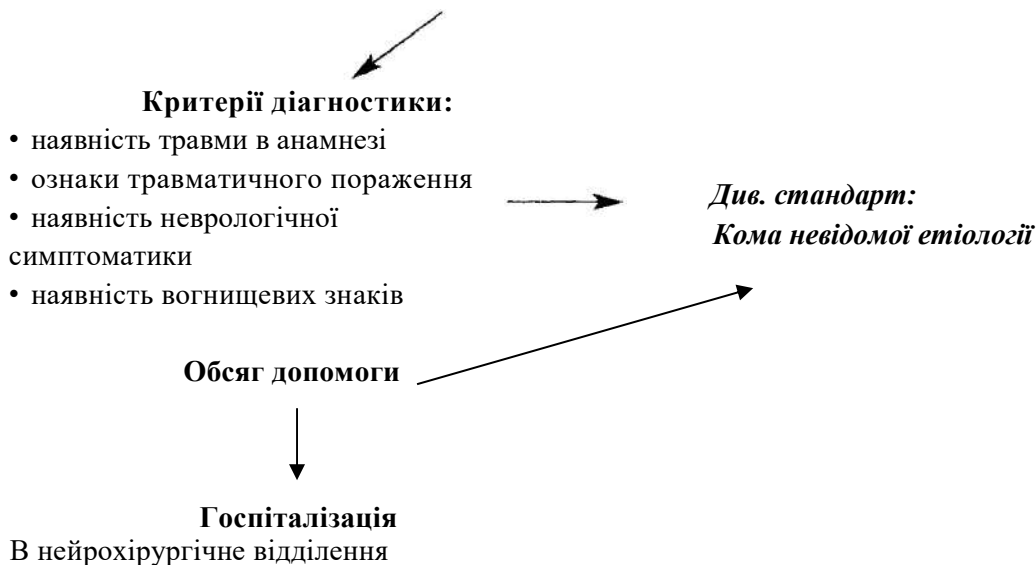 Критерії діагностики:
• наявність травми в анамнезі
• ознаки травматичного пораження
• наявність неврологічної
симптоматики
• наявність вогнищевих знаків
Див. стандарт:
Кома невідомої етіології
Обсяг допомоги
Госпіталізація
В нейрохірургічне відділення